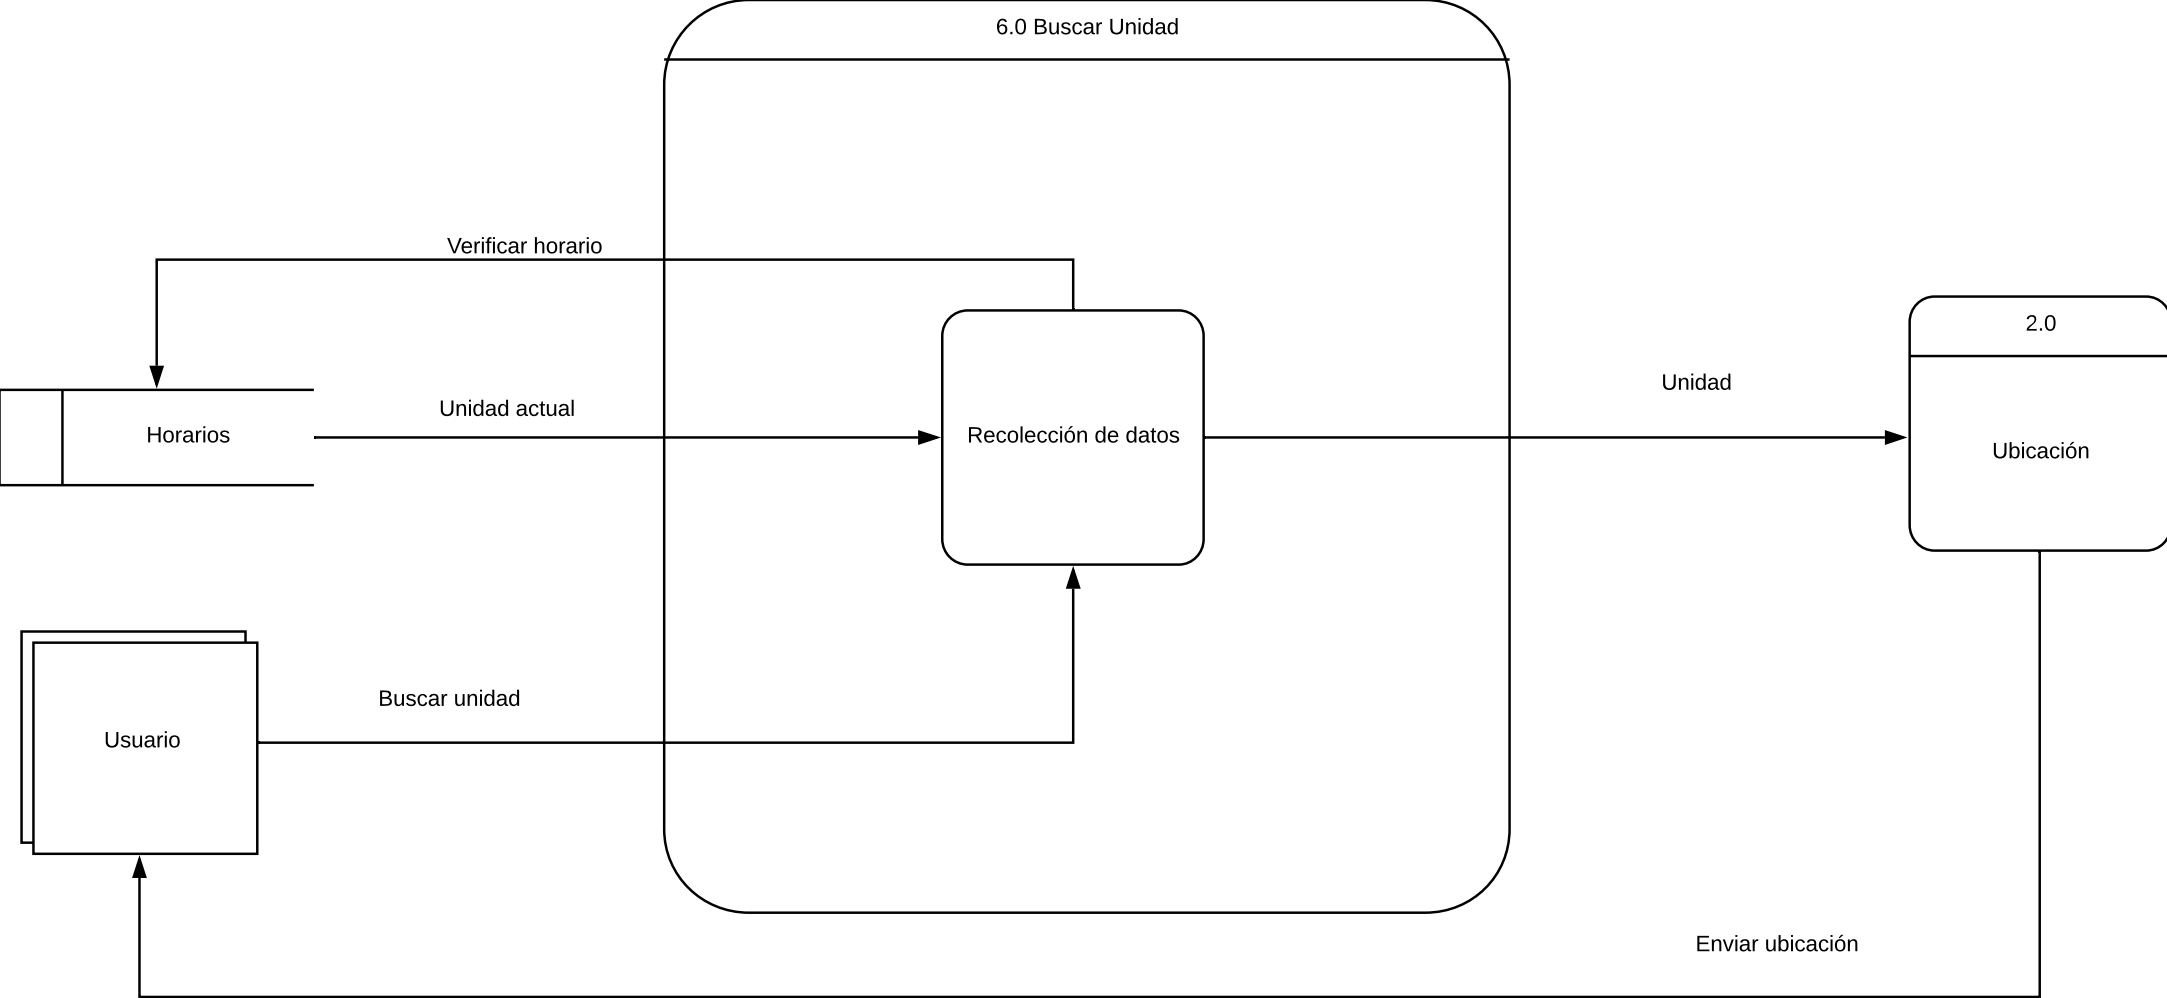 6.0 Buscar Unidad
Verificar horario
2.0
Unidad
Unidad actual
Horarios
Recolección de datos
Ubicación
Buscar unidad
Usuario
Enviar ubicación